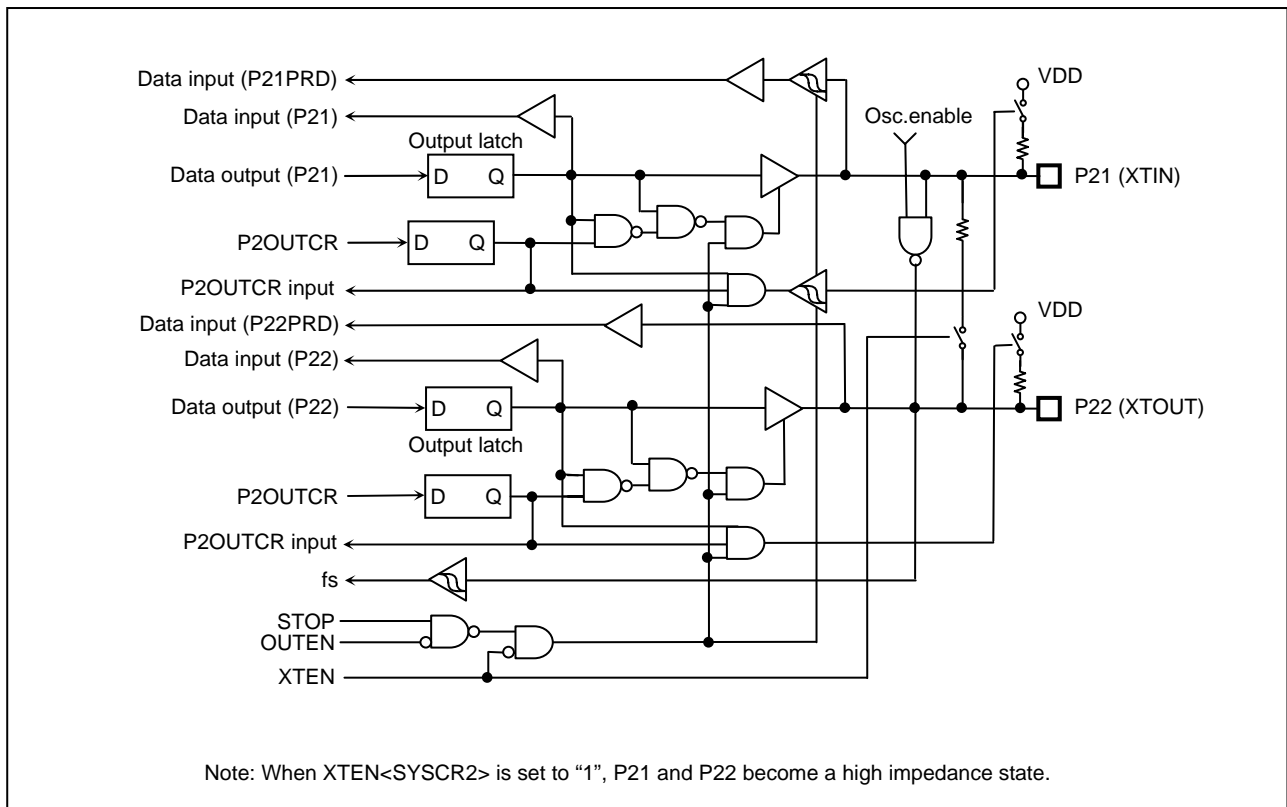 Data input (P21PRD)
VDD
Data input (P21)
Osc.enable
Output latch
Data output (P21)
D Q
P21 (XTIN)
P2OUTCR
D Q
P2OUTCR input
Data input (P22PRD)
VDD
Data input (P22)
Data output (P22)
D Q
P22 (XTOUT)
Output latch
P2OUTCR
D Q
P2OUTCR input
fs
STOP
OUTEN
XTEN
Note: When XTEN<SYSCR2> is set to “1”, P21 and P22 become a high impedance state.